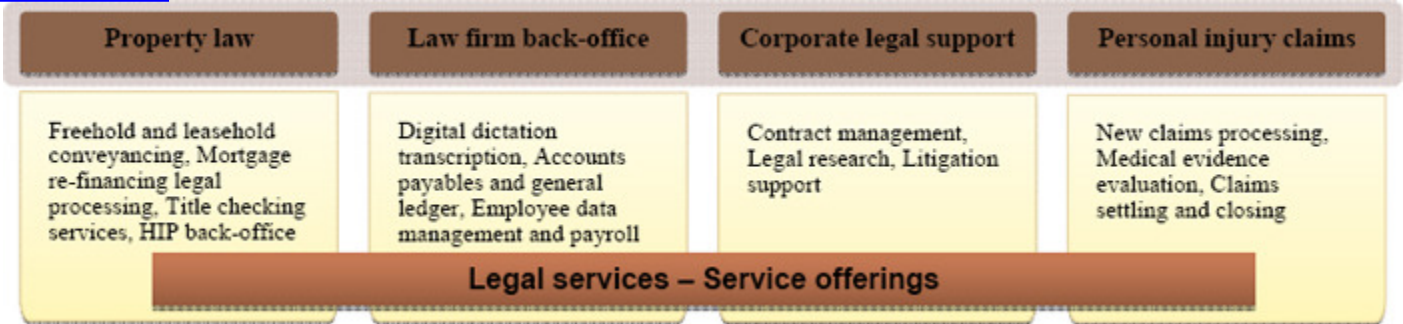 Property law
Freehold and leasehold
conveyancing, Mortgage
re-financing legal
processing, Title checking
services, HIP back-office
Law firm back-office
Digital dictation
transcription, Accounts
payables and general
ledger, Employee data
management and payroll
Corporate legal support
Contract management,
Legal research, Litigation
support
Personal injury claims
New claims processing,
Medical evidence
evaluation, Claims
settling and closing
Legal services – Service offerings